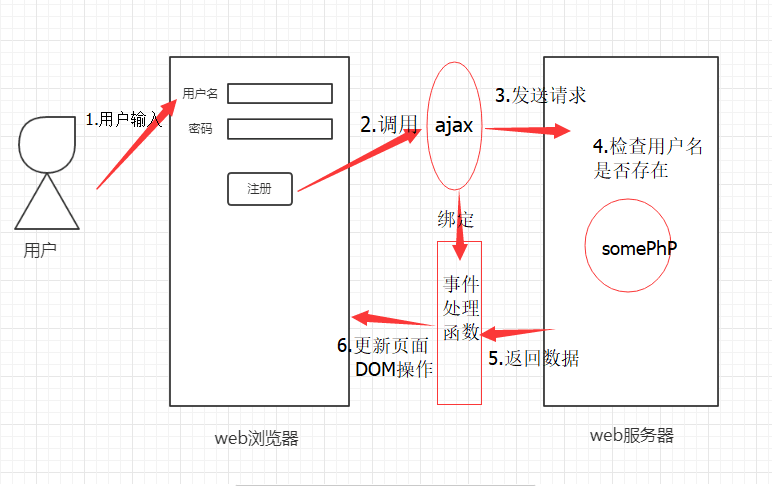 1.用户输入
用户
用户名
密码
注册
web浏览器
2.调用
ajax
绑定
事件
处理
函数
3.发送请求
4.检查用户名
是否存在
somePhP
5.返回数据
6.更新页面
DOM操作
web服务器